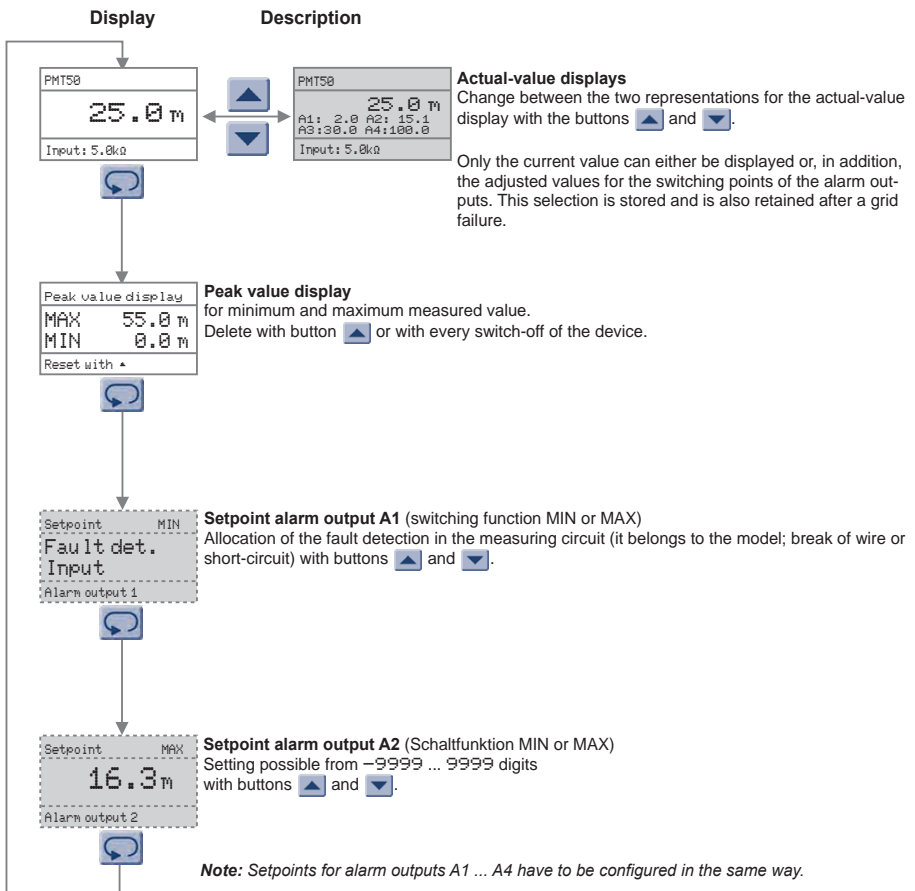 Display Description
PMT50
25.0 m
Input: 5.0kΩ
PMT50
25.0 m
A1: 2.0 A2: 15.1
A3:30.0 A4:100.0
Input: 5.0kΩ
Actual-value displays
Change between the two representations for the actual-value
display with the buttons ▲ and ▼.
Only the current value can either be displayed or, in addition,
the adjusted values for the switching points of the alarm out-
puts. This selection is stored and is also retained after a grid
failure.
Peak value display
MAX 55.0 m
MIN 0.0 m
Reset with ▲
Peak value display
for minimum and maximum measured value.
Delete with button ▲ or with every switch-off of the device.
Setpoint MIN
Fault det.
Input
Alarm output 1
Setpoint alarm output A1 (switching function MIN or MAX)
Allocation of the fault detection in the measuring circuit (it belongs to the model; break of wire or
short-circuit) with buttons ▲ and ▼.
Setpoint MAX
16.3 m
Alarm output 2
Setpoint alarm output A2 (Schaltfunktion MIN or MAX)
Setting possible from −9999 ... 9999 digits
with buttons ▲ and ▼.
Note: Setpoints for alarm outputs A1 ... A4 have to be configured in the same way.